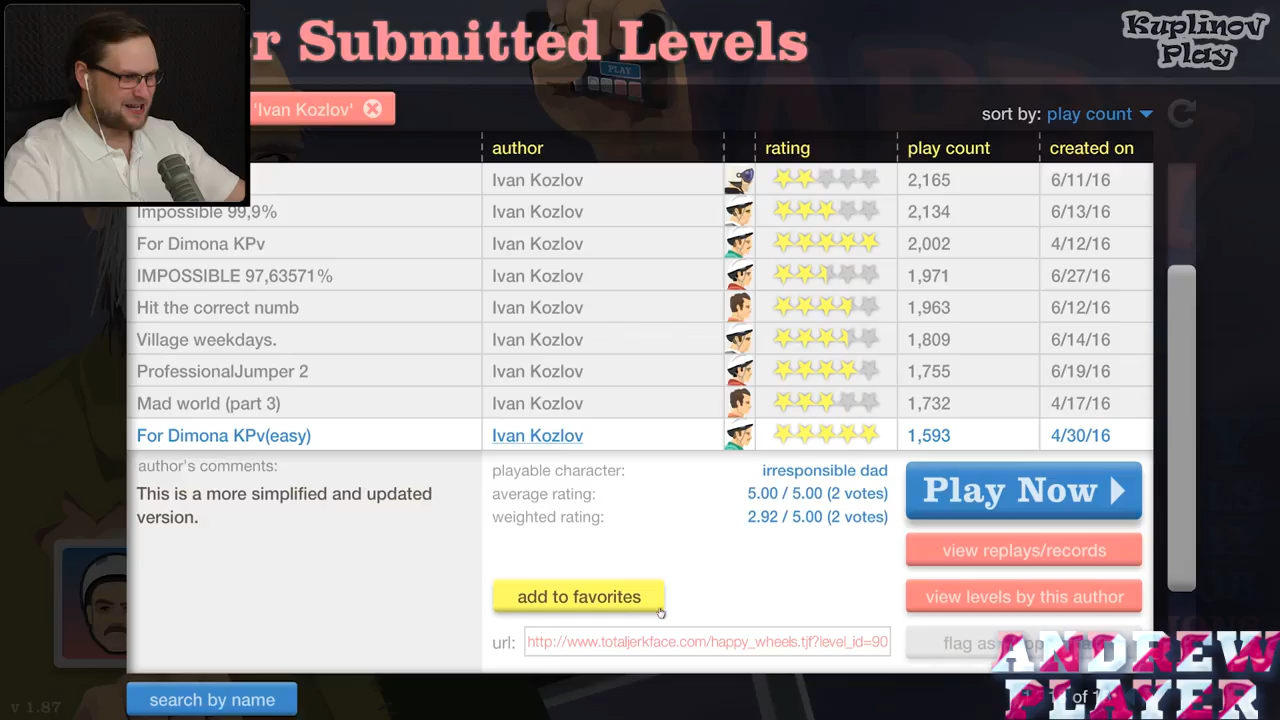 r Submitted Levels
Kuplinov
Play
PLAY
'Ivan Kozlov'
sort by: play count
author rating play count created on
Ivan Kozlov 2,165 6/11/16
Impossible 99,9% Ivan Kozlov 2,134 6/13/16
For Dimona KPv Ivan Kozlov 2,002 4/12/16
IMPOSSIBLE 97,63571% Ivan Kozlov 1,971 6/27/16
Hit the correct numb Ivan Kozlov 1,963 6/12/16
Village weekdays. Ivan Kozlov 1,809 6/14/16
ProfessionalJumper 2 Ivan Kozlov 1,755 6/19/16
Mad world (part 3) Ivan Kozlov 1,732 4/17/16
For Dimona KPv(easy) Ivan Kozlov 1,593 4/30/16
author's comments:
This is a more simplified and updated
version.
playable character: irresponsible dad
average rating: 5.00 / 5.00 (2 votes)
weighted rating: 2.92 / 5.00 (2 votes)
Play Now
view replays/records
add to favorites
view levels by this author
url: http://www.totaljerkface.com/happy_wheels.tjf?level_id=90
flag as
ANDREW
PLAYER
search by name
of
v 1.87